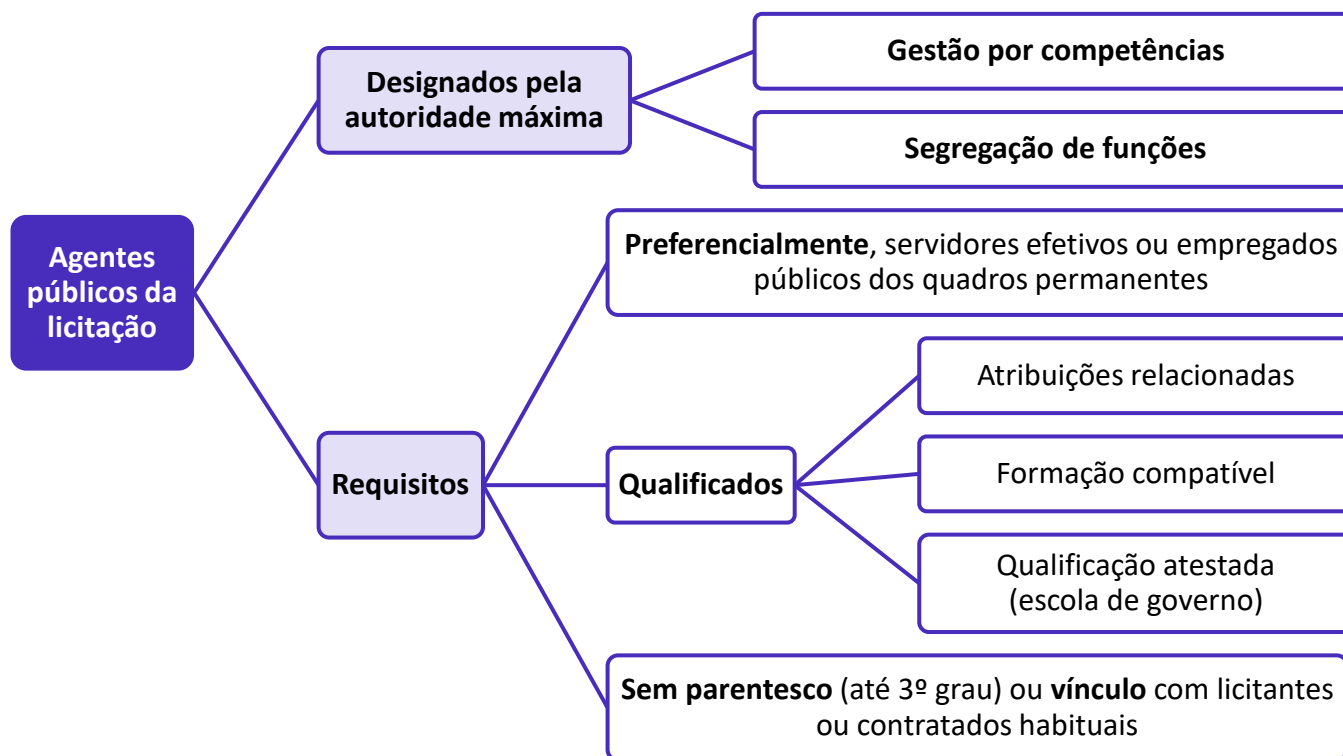 Agentes
públicos da
licitação
Designados pela
autoridade máxima
Gestão por competências
Segregação de funções
Requisitos
Preferencialmente, servidores efetivos ou empregados
públicos dos quadros permanentes
Qualificados
Atribuições relacionadas
Formação compatível
Qualificação atestada
(escola de governo)
Sem parentesco (até 3º grau) ou vínculo com licitantes
ou contratados habituais